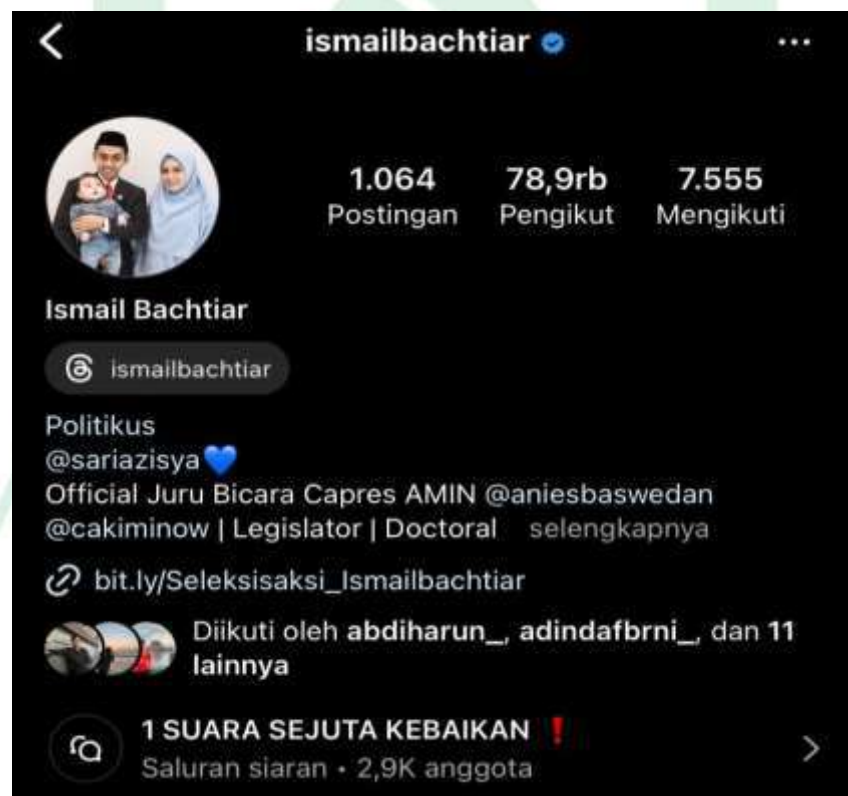 ismailbachtiar
1.064 78,9rb 7.555
Postingan Pengikut Mengikuti
Ismail Bachtiar
ismailbachtiar
Politikus
@sariazisya💙
Official Juru Bicara Capres AMIN @aniesbaswedan
@cakiminow | Legislator | Doctoral selengkapnya
bit.ly/Seleksisaksi_Ismailbachtiar
Diikuti oleh abdiharun_, adindafbrni_, dan 11
lainnya
1 SUARA SEJUTA KEBAIKAN ❗
Saluran siaran • 2,9K anggota